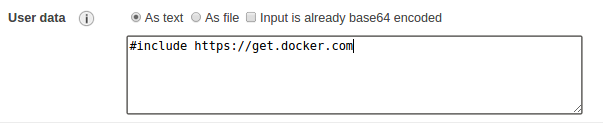 User data i As text As file Input is already base64 encoded
#include https://get.docker.com